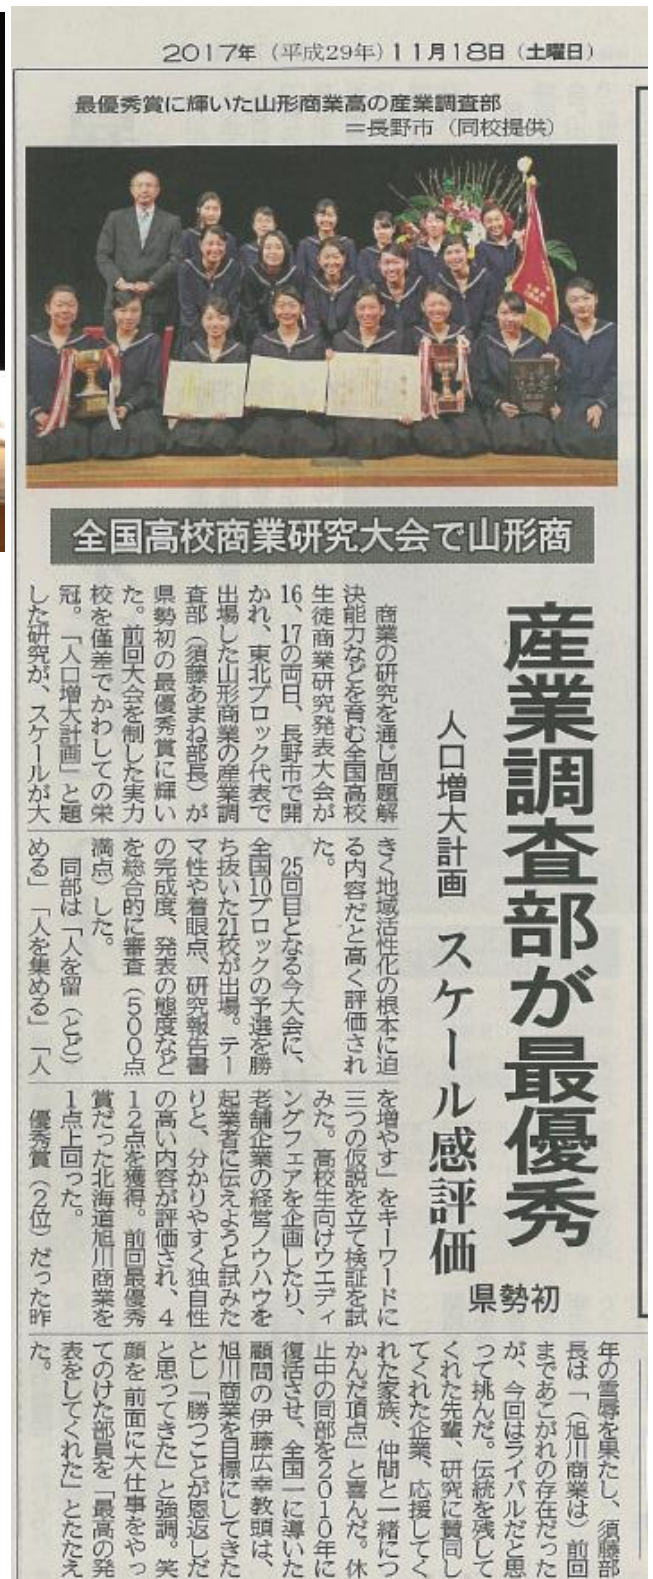 2017年（平成29年）11月18日（土曜日）
最優秀賞に輝いた山形商業高の産業調査部
＝長野市（同校提供）
全国高校商業研究大会で山形商
産業調査部が最優秀
県勢初
人口増大計画 スケール感評価
商業の研究を通じ問題解
決能力などを育む全国高校
生徒商業研究発表大会が
16、17の両日、長野市で開
かれ、東北ブロック代表で
出場した山形商業の産業調
査部（須藤あまね部長）が
県勢初の最優秀賞に輝い
た。前回大会を制した実力
校を僅差でかわしての栄
冠。「人口増大計画」と題
した研究が、スケールが大
きく地域活性化の根本に迫
る内容だと高く評価され
た。
25回目となる今大会に、
全国10ブロックの予選を勝
ち抜いた21校が出場。テー
マ性や着眼点、研究報告書
の完成度、発表の態度など
を総合的に審査（500点
満点）した。
同部は「人を留（とど）
める」「人を集める」「人
を増やす」をキーワードに
三つの仮説を立て検証を試
みた。高校生向けウエディ
ングフェアを企画したり、
老舗企業の経営ノウハウを
起業者に伝えようと試みた
りと、分かりやすく独自性
の高い内容が評価され、4
12点を獲得。前回最優秀
賞だった北海道旭川商業を
1点上回った。
優秀賞（2位）だった昨
年の雪辱を果たし、須藤部
長は「（旭川商業は）前回
まであこがれの存在だった
が、今回はライバルだと思
って挑んだ。伝統を残して
くれた先輩、研究に賛同し
てくれた企業、応援してく
れた家族、仲間と一緒につ
かんだ頂点」と喜んだ。休
止中の同部を2010年に
復活させ、全国一に導いた
顧問の伊藤広幸教頭は、
旭川商業を目標にしてきた
とし「勝つことが恩返しだ
と思ってきた」と強調。笑
顔を前面に大仕事をやっ
てのけた部員を「最高の発
表をしてくれた」とたたえ
た。